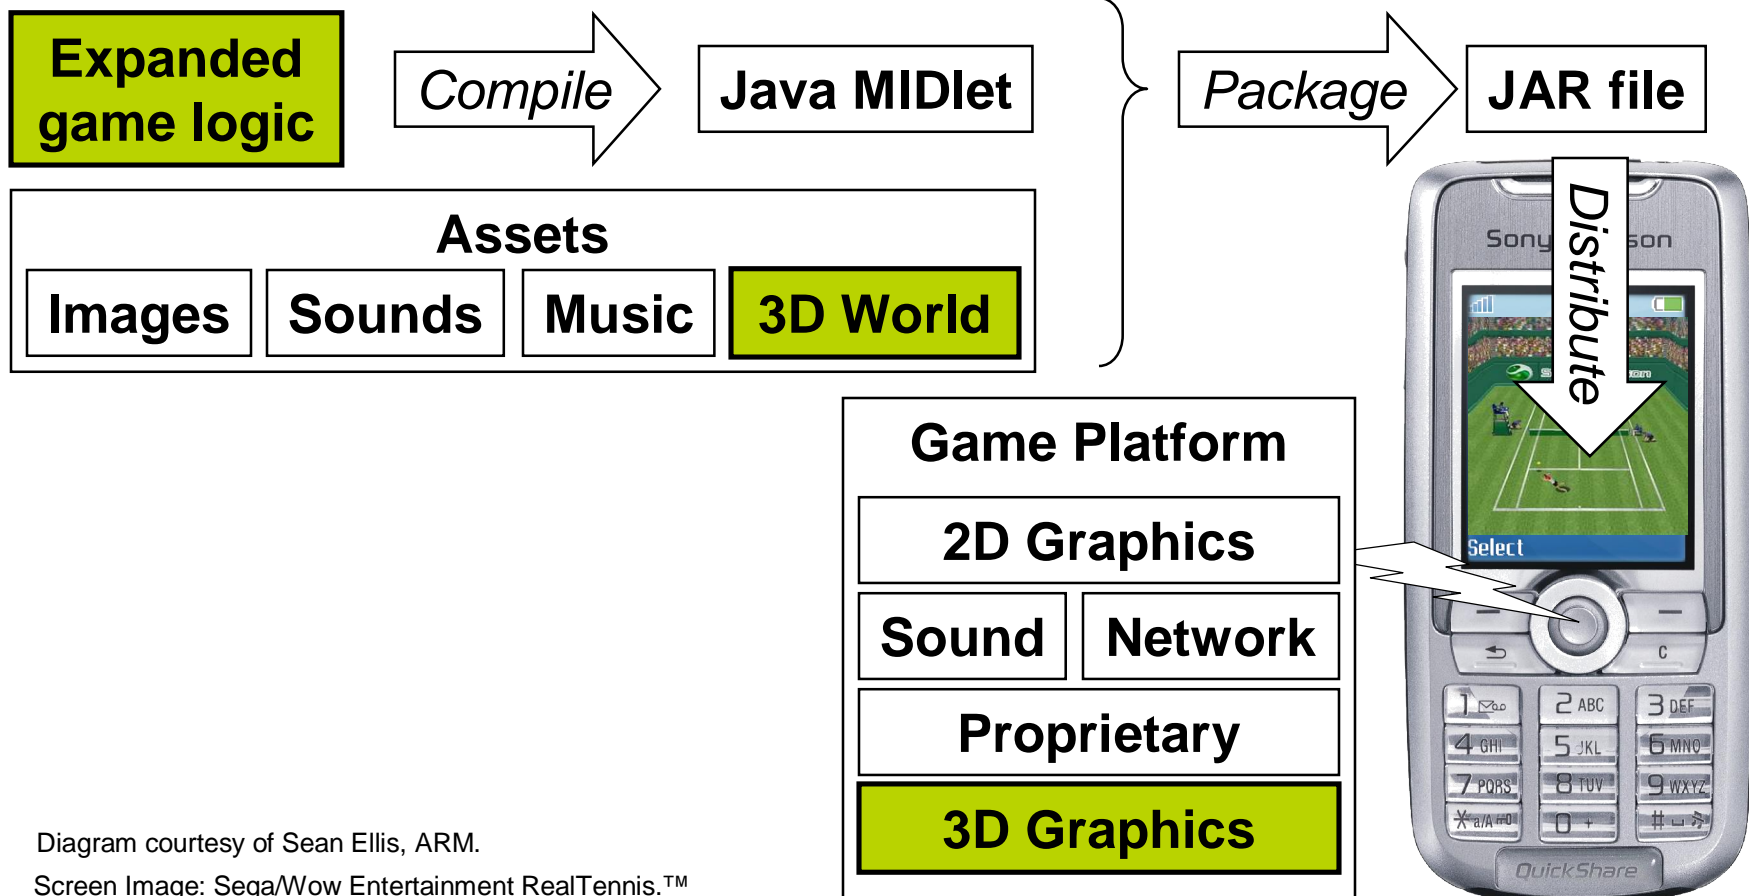 Expanded
game logic
Compile
Java MIDlet
Package
JAR file
Assets
Images
Sounds
Music
3D World
Distribute
Game Platform
2D Graphics
Sound
Network
Proprietary
3D Graphics
Sony
son
Select
C
1
2 ABC
3 DEF
4 GHI
5 JKL
6 MNO
7 PQRS
8 TUV
9 WXYZ
* a/A
0 +
#
QuickShare
Diagram courtesy of Sean Ellis, ARM.
Screen Image: Sega/Wow Entertainment RealTennis.™